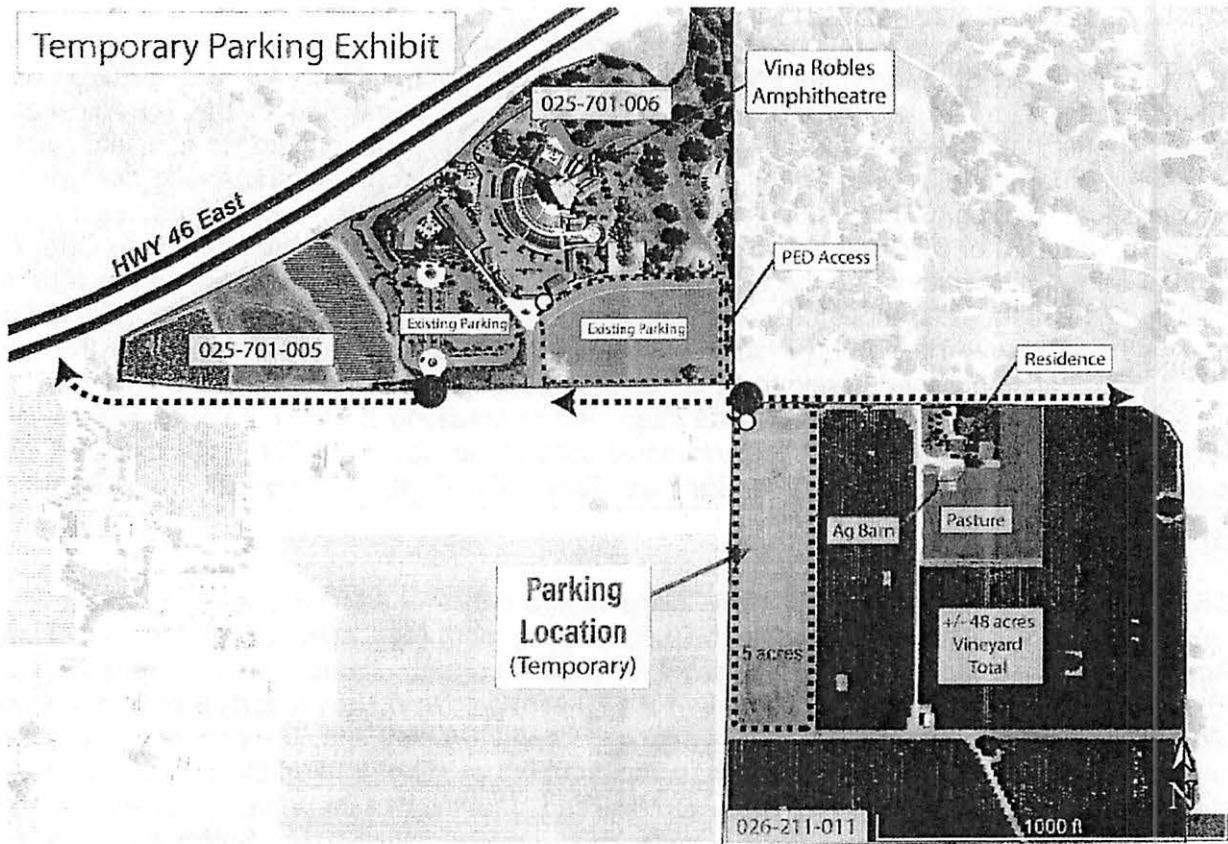 Temporary Parking Exhibit
Vina Robles
Amphitheatre
025-701-006
HWY 46 East
PED Access
Existing Parking
Existing Parking
025-701-005
Residence
Ag Barn
Pasture
Parking
Location
(Temporary)
5 acres
+/- 48 acres
Vineyard
Total
N
026-211-011
1000 ft